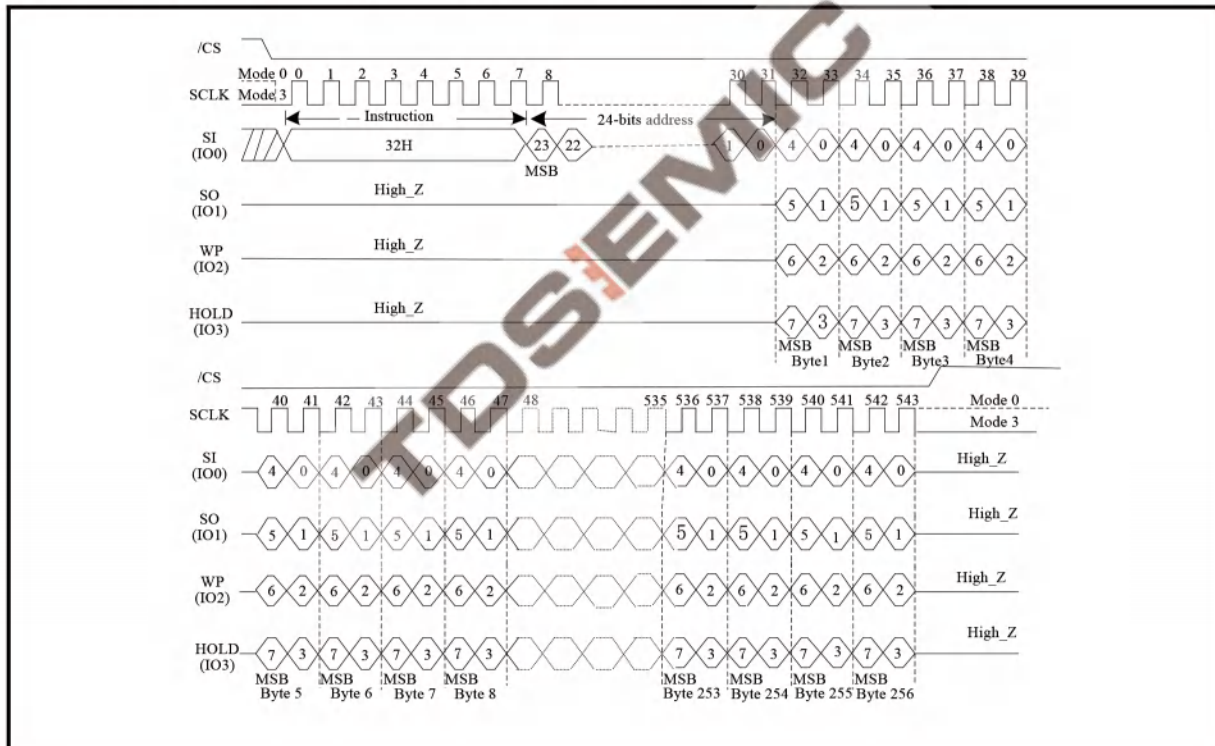 /CS
Mode 0 0 1 2 3 4 5 6 7 8 30 31 32 33 34 35 36 37 38 39
SCLK Mode 3
Instruction 24-bits address
SI 32H 23 22 1 0 4 0 4 0 4 0 4 0
(IO0)
MSB
SO High_Z 5 1 5 1 5 1 5 1
(IO1)
WP High_Z 6 2 6 2 6 2 6 2
(IO2)
HOLD High_Z 7 3 7 3 7 3 7 3
(IO3)
MSB MSB MSB MSB
Byte1 Byte2 Byte3 Byte4
/CS
40 41 42 43 44 45 46 47 48 535 536 537 538 539 540 541 542 543 Mode 0
SCLK Mode 3
SI 4 0 4 0 4 0 4 0 4 0 4 0 4 0 4 0 High_Z
(IO0)
SO 5 1 5 1 5 1 5 1 5 1 5 1 5 1 5 1 High_Z
(IO1)
WP 6 2 6 2 6 2 6 2 6 2 6 2 6 2 6 2 High_Z
(IO2)
HOLD 7 3 7 3 7 3 7 3 7 3 7 3 7 3 7 3 High_Z
(IO3)
MSB MSB MSB MSB MSB MSB MSB MSB
Byte 5 Byte 6 Byte 7 Byte 8 Byte 253 Byte 254 Byte 255 Byte 256
TDSEMIC